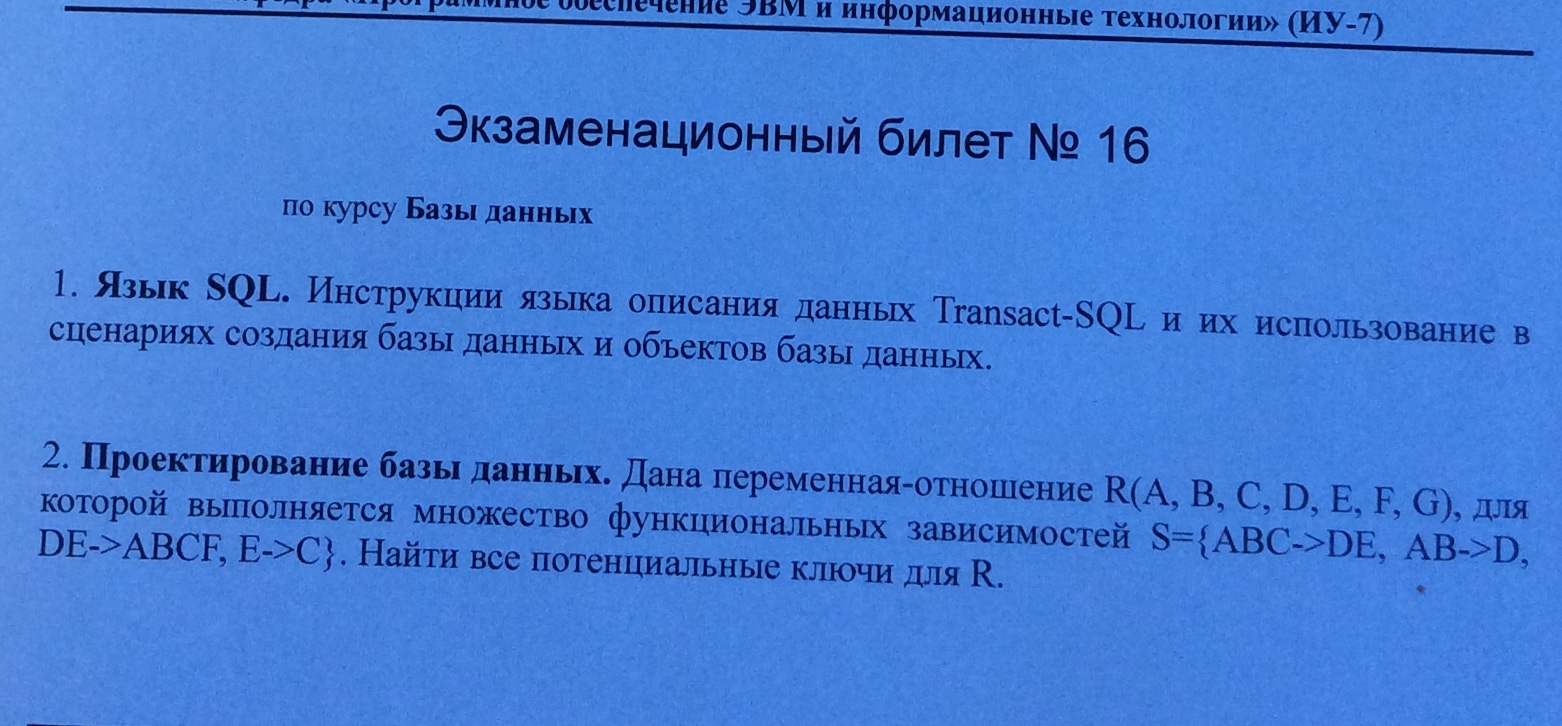 «Программное обеспечение ЭВМ и информационные технологии» (ИУ-7)
Экзаменационный билет № 16
по курсу Базы данных
1. Язык SQL. Инструкции языка описания данных Transact-SQL и их использование в
сценариях создания базы данных и объектов базы данных.
2. Проектирование базы данных. Дана переменная-отношение R(A, B, C, D, E, F, G), для
которой выполняется множество функциональных зависимостей S={ABC->DE, AB->D,
DE->ABCF, E->C}. Найти все потенциальные ключи для R.